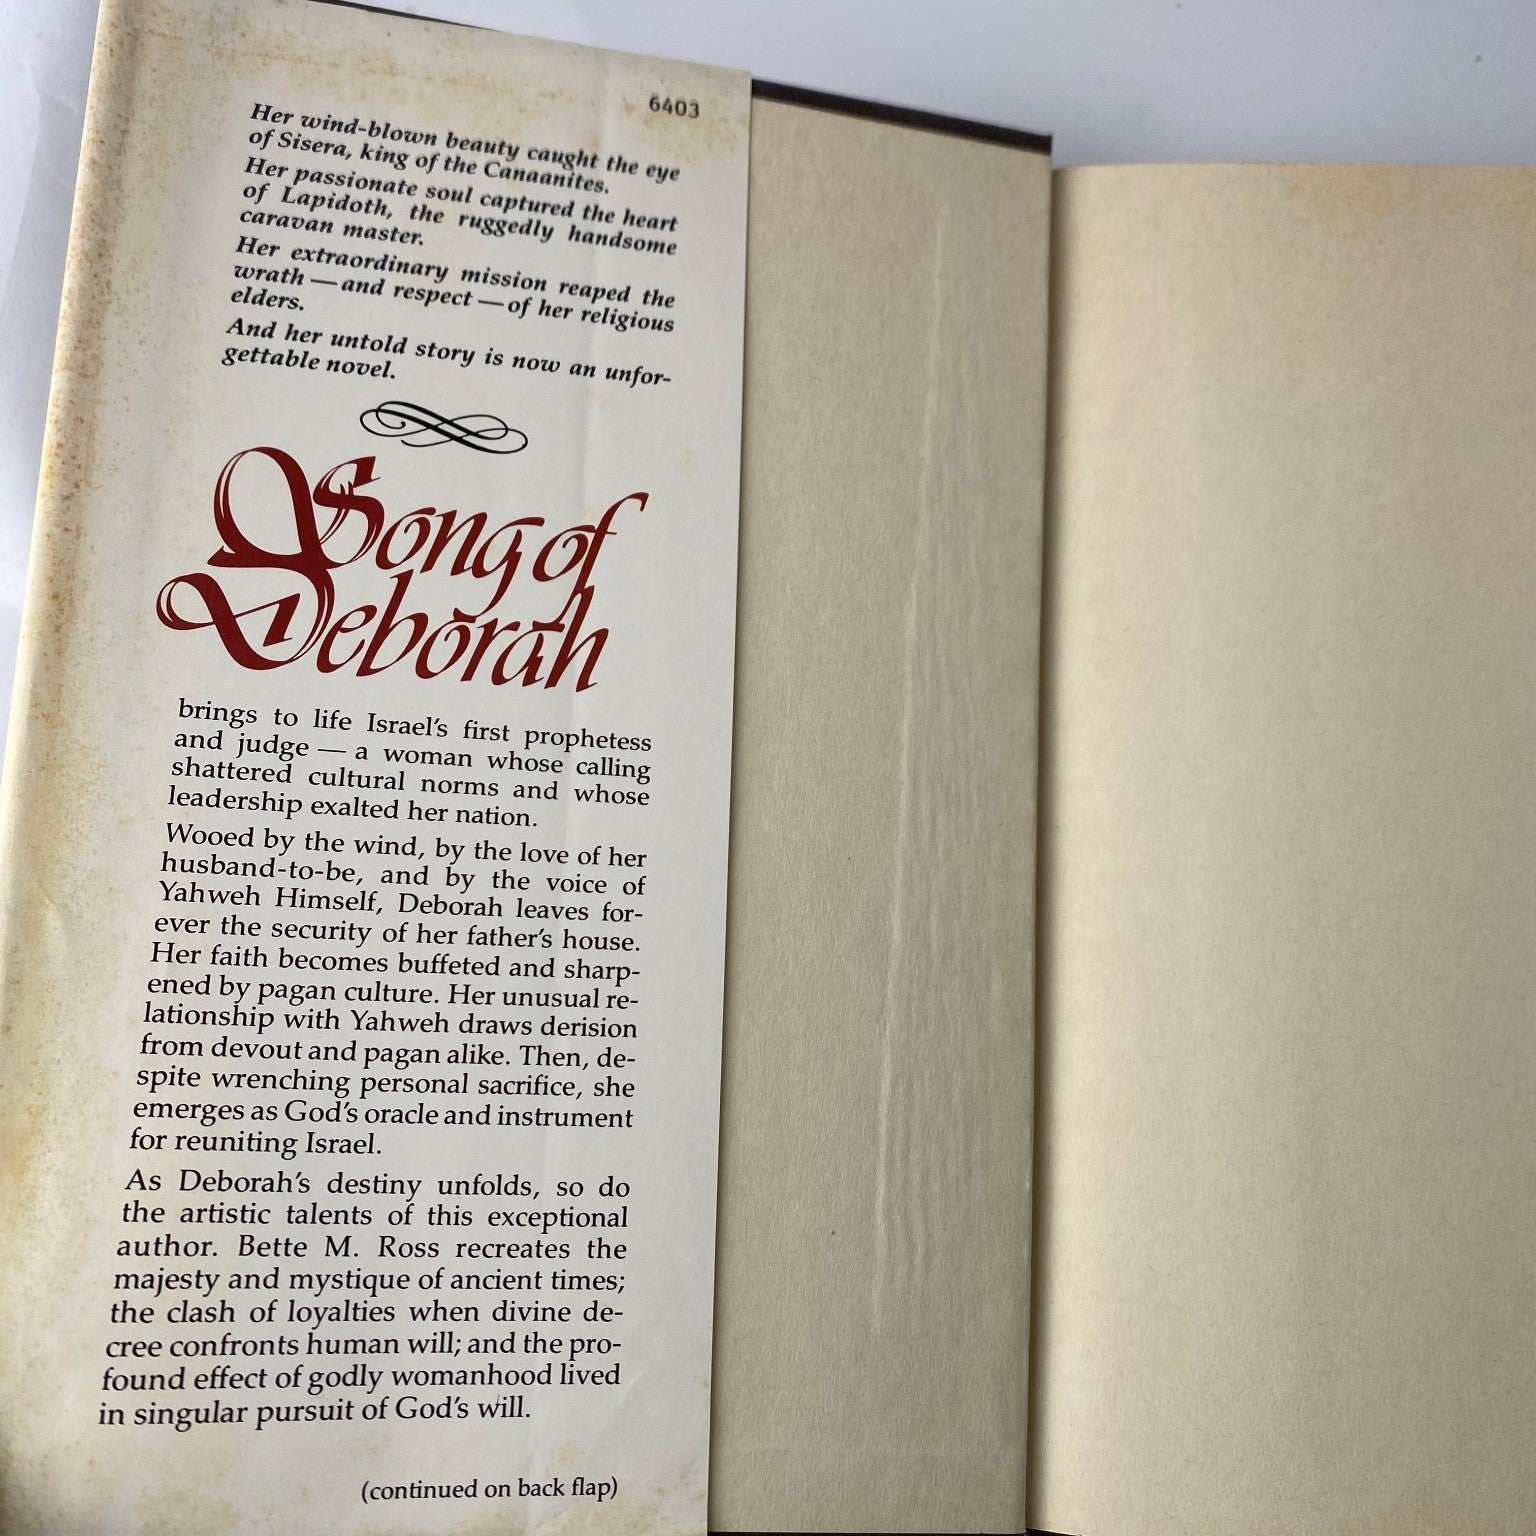 6403
Her wind-blown beauty caught the eye
of Sisera, king of the Canaanites.
Her passionate soul captured the heart
of Lapidoth, the ruggedly handsome
caravan master.
Her extraordinary mission reaped the
wrath — and respect — of her religious
elders.
And her untold story is now an unfor-
gettable novel.
Song of
Deborah
brings to life Israel's first prophetess
and judge — a woman whose calling
shattered cultural norms and whose
leadership exalted her nation.
Wooed by the wind, by the love of her
husband-to-be, and by the voice of
Yahweh Himself, Deborah leaves for-
ever the security of her father's house.
Her faith becomes buffeted and sharp-
ened by pagan culture. Her unusual re-
lationship with Yahweh draws derision
from devout and pagan alike. Then, de-
spite wrenching personal sacrifice, she
emerges as God's oracle and instrument
for reuniting Israel.
As Deborah's destiny unfolds, so do
the artistic talents of this exceptional
author. Bette M. Ross recreates the
majesty and mystique of ancient times;
the clash of loyalties when divine de-
cree confronts human will; and the pro-
found effect of godly womanhood lived
in singular pursuit of God's will.
(continued on back flap)